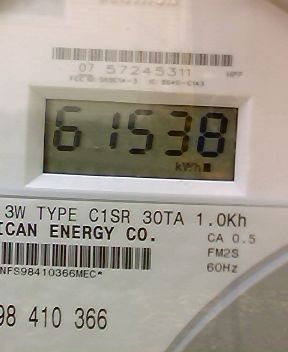 07 57245311 HPF
61538
kWh
3W TYPE C1SR 30TA 1.0Kh
ICAN ENERGY CO. CA 0.5
FM2S
NFS98410366MEC* 60Hz
98 410 366